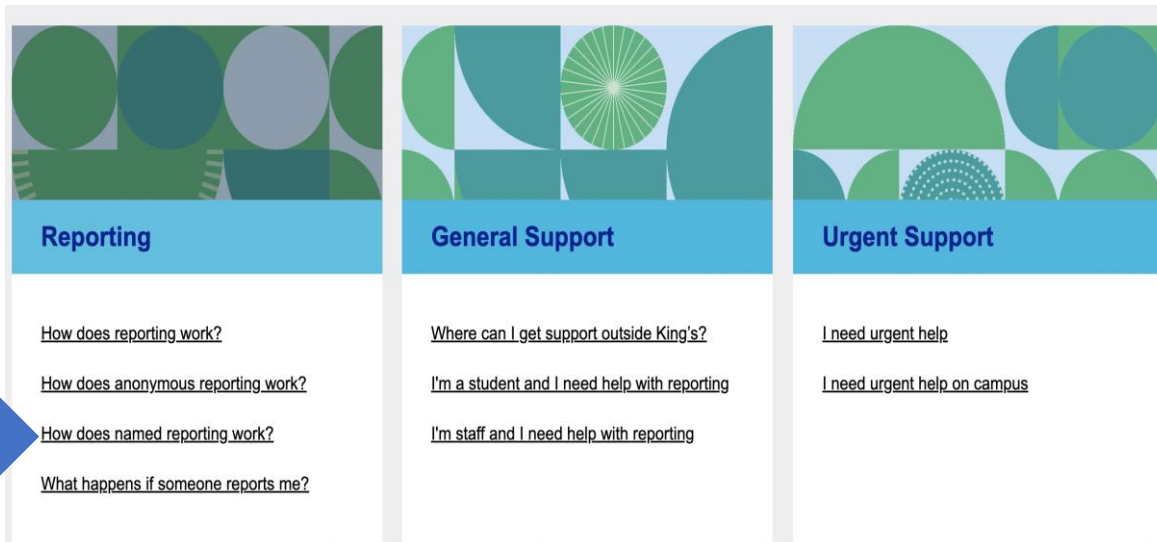 Reporting
How does reporting work?
How does anonymous reporting work?
How does named reporting work?
What happens if someone reports me?
General Support
Where can I get support outside King's?
I'm a student and I need help with reporting
I'm staff and I need help with reporting
Urgent Support
I need urgent help
I need urgent help on campus